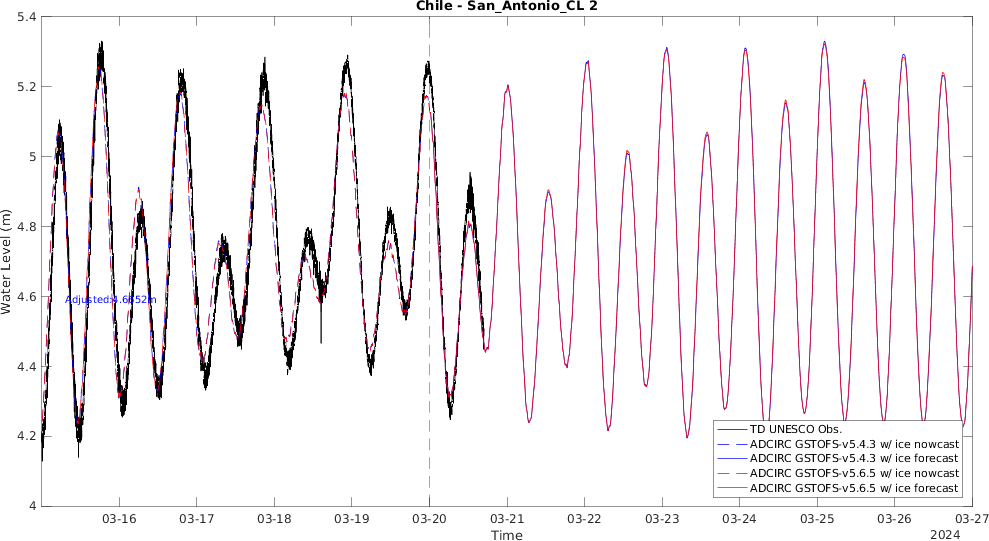 Chile - San_Antonio_CL 2
5.4
5.2
5
4.8
4.6
4.4
4.2
4
Water Level (m)
03-16
03-17
03-18
03-19
03-20
03-21
03-22
03-23
03-24
03-25
03-26
03-27
Time
2024
TD UNESCO Obs.
ADCIRC GSTOFS-v5.4.3 w/ ice nowcast
ADCIRC GSTOFS-v5.4.3 w/ ice forecast
ADCIRC GSTOFS-v5.6.5 w/ ice nowcast
ADCIRC GSTOFS-v5.6.5 w/ ice forecast